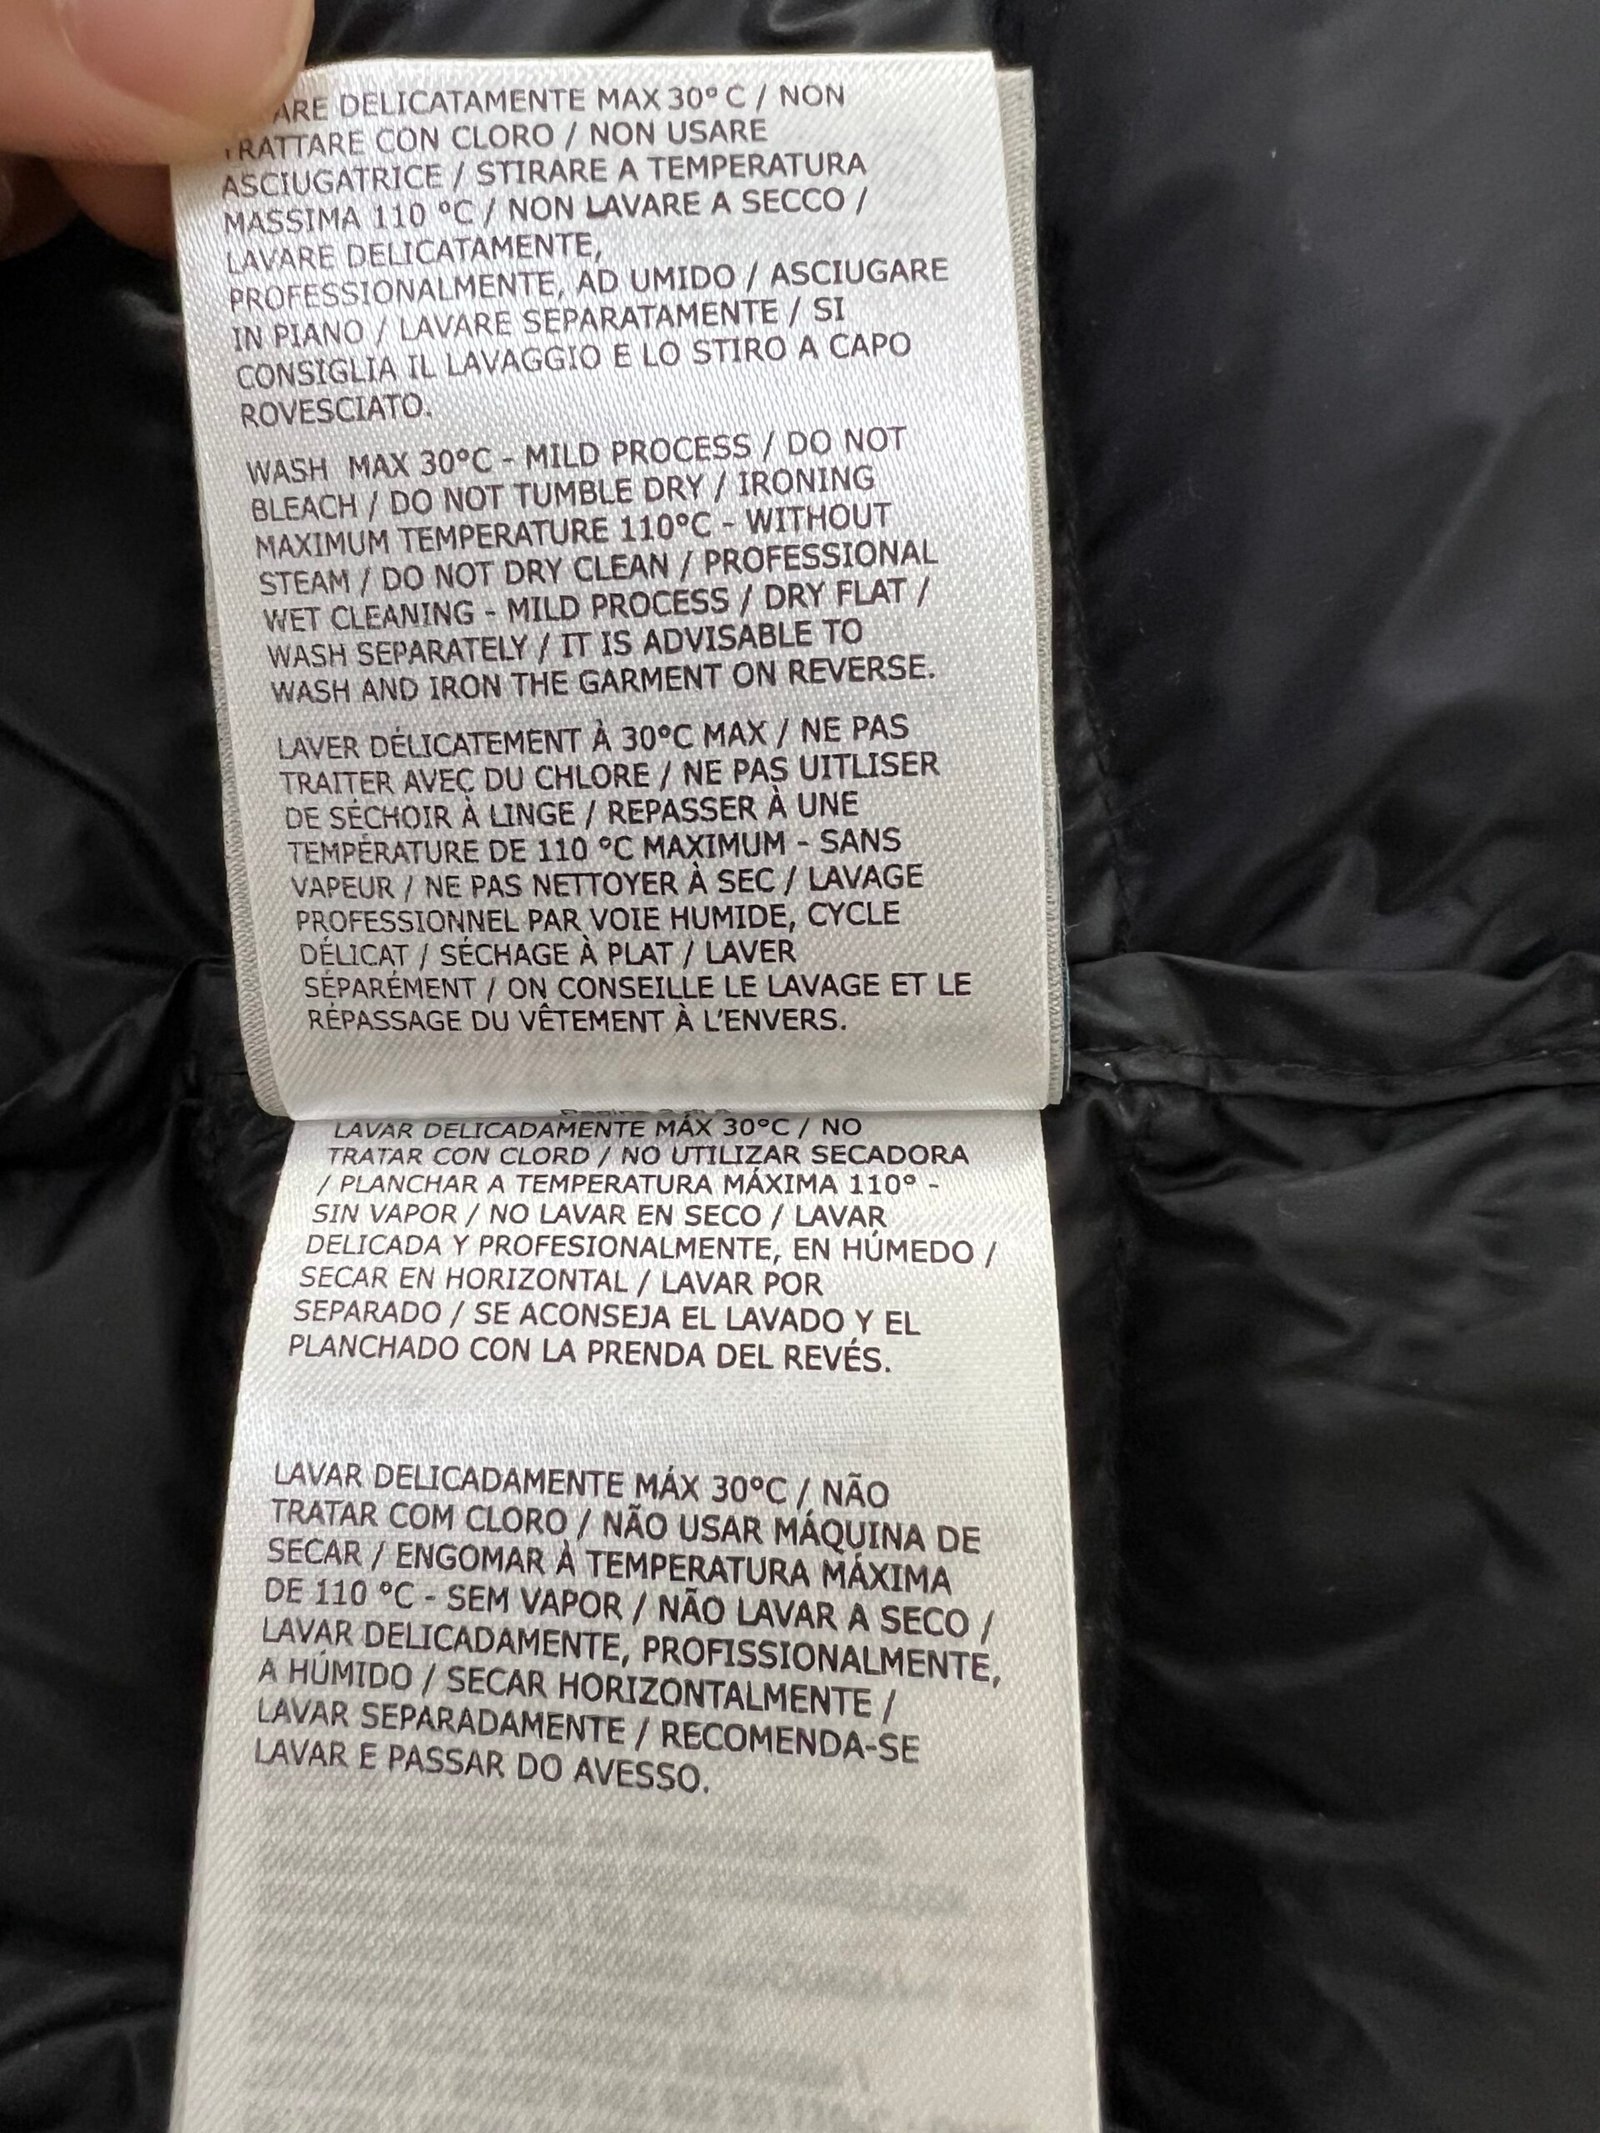 DELICATAMENTE MAX 30° C / NON
TRATTARE CON CLORO / NON USARE
ASCIUGATRICE / STIRARE A TEMPERATURA
MASSIMA 110 °C / NON LAVARE A SECCO /
LAVARE DELICATAMENTE,
PROFESSIONALMENTE, AD UMIDO / ASCIUGARE
IN PIANO / LAVARE SEPARATAMENTE / SI
CONSIGLIA IL LAVAGGIO E LO STIRO A CAPO
ROVESCIATO.
WASH MAX 30°C - MILD PROCESS / DO NOT
BLEACH / DO NOT TUMBLE DRY / IRONING
MAXIMUM TEMPERATURE 110°C - WITHOUT
STEAM / DO NOT DRY CLEAN / PROFESSIONAL
WET CLEANING - MILD PROCESS / DRY FLAT /
WASH SEPARATELY / IT IS ADVISABLE TO
WASH AND IRON THE GARMENT ON REVERSE.
LAVER DÉLICATEMENT À 30°C MAX / NE PAS
TRAITER AVEÇ DU CHLORE / NE PAS UITLISER
DE SÉCHOIR À LINGE / REPASSER À UNE
TEMPÉRATURE DE 110 °C MAXIMUM - SANS
VAPEUR / NE PAS NETTOYER À SEC / LAVAGE
PROFESSIONNEL PAR VOIE HUMIDE, CYCLE
DÉLICAT / SÉCHAGE À PLAT / LAVER
SÉPARÉMENT / ON CONSEILLE LE LAVAGE ET LE
RÉPASSAGE DU VÊTEMENT À L'ENVERS.
LAVAR DELICADAMENTE MÁX 30°C / NO
TRATAR CON CLORD / NO UTILIZAR SECADORA
/ PLANCHAR A TEMPERATURA MÁXIMA 110° -
SIN VAPOR / NO LAVAR EN SECO / LAVAR
DELICADA Y PROFESIONALMENTE, EN HÚMEDO /
SECAR EN HORIZONTAL / LAVAR POR
SEPARADO / SE ACONSEJA EL LAVADO Y EL
PLANCHADO CON LA PRENDA DEL REVÉS.
LAVAR DELICADAMENTE MÁX 30°C / NÃO
TRATAR COM CLORO / NÃO USAR MÁQUINA DE
SECAR / ENGOMAR À TEMPERATURA MÁXIMA
DE 110 °C - SEM VAPOR / NÃO LAVAR A SECO /
LAVAR DELICADAMENTE, PROFISSIONALMENTE,
A HÚMIDO / SECAR HORIZONTALMENTE /
LAVAR SEPARADAMENTE / RECOMENDA-SE
LAVAR E PASSAR DO AVESSO.